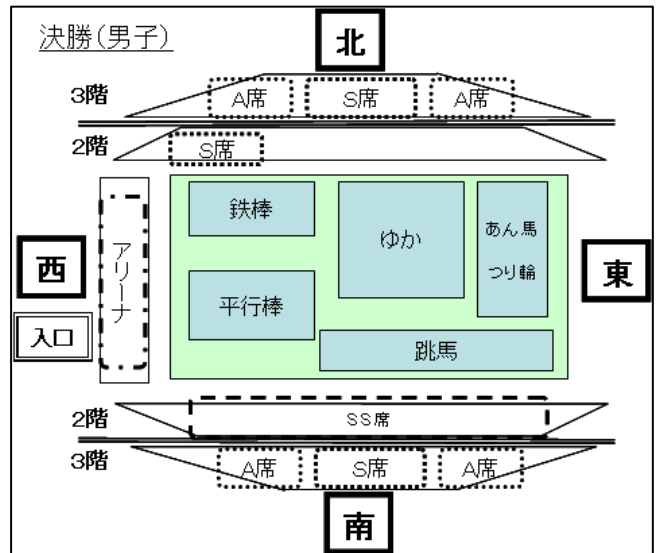 決勝(男子)
北
3階
A席
S席
A席
2階
S席
鉄棒
ゆか
あん馬
つり輪
西
アリーナ
東
入口
平行棒
跳馬
2階
SS席
3階
A席
S席
A席
南